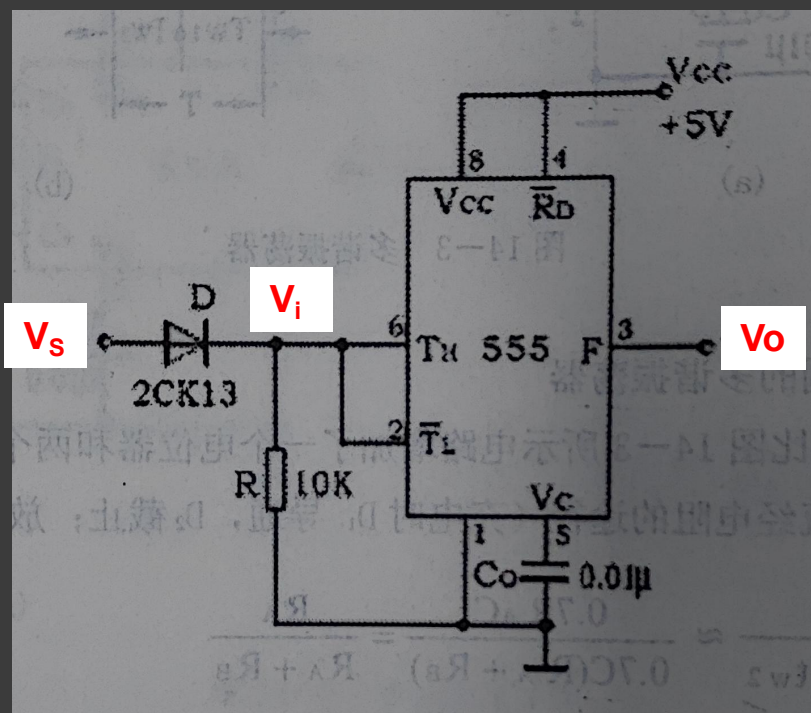 Vcc
+5V
8 4
Vcc R̅D
D
Vi
VS
6 TH 555 F 3
Vo
2CK13
2 T̅L
R 10K
Vc
1 5
Co 0.01μ